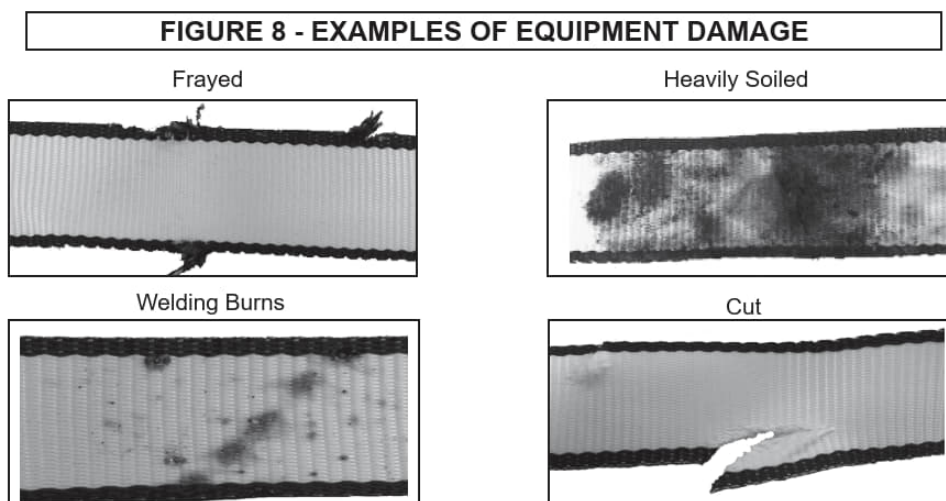 FIGURE 8 - EXAMPLES OF EQUIPMENT DAMAGE
Frayed
Heavily Soiled
Welding Burns
Cut